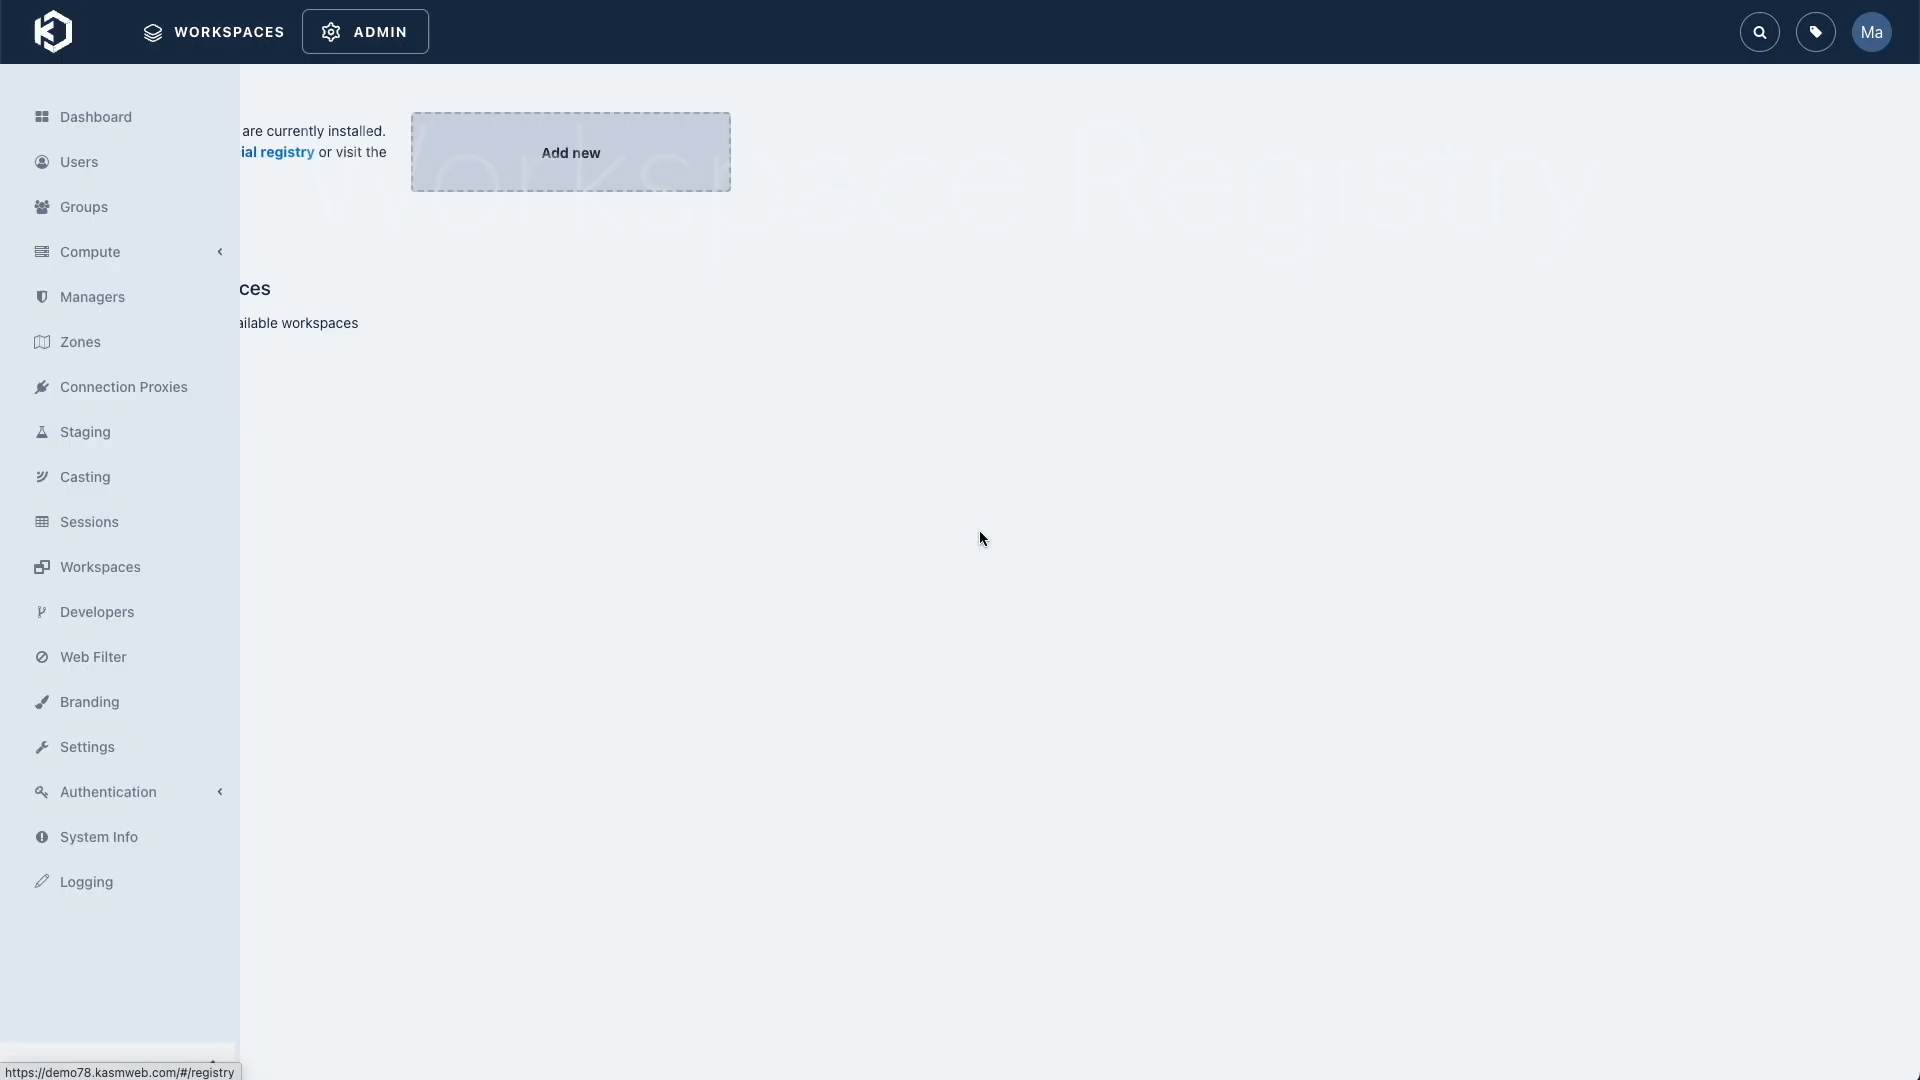 WORKSPACES
ADMIN
Ma
Dashboard
Users
Groups
Compute
Managers
Zones
Connection Proxies
Staging
Casting
Sessions
Workspaces
Developers
Web Filter
Branding
Settings
Authentication
System Info
Logging
are currently installed.
ial registry or visit the
Add new
Workspace Registry
ces
ailable workspaces
https://demo78.kasmweb.com/#/registry